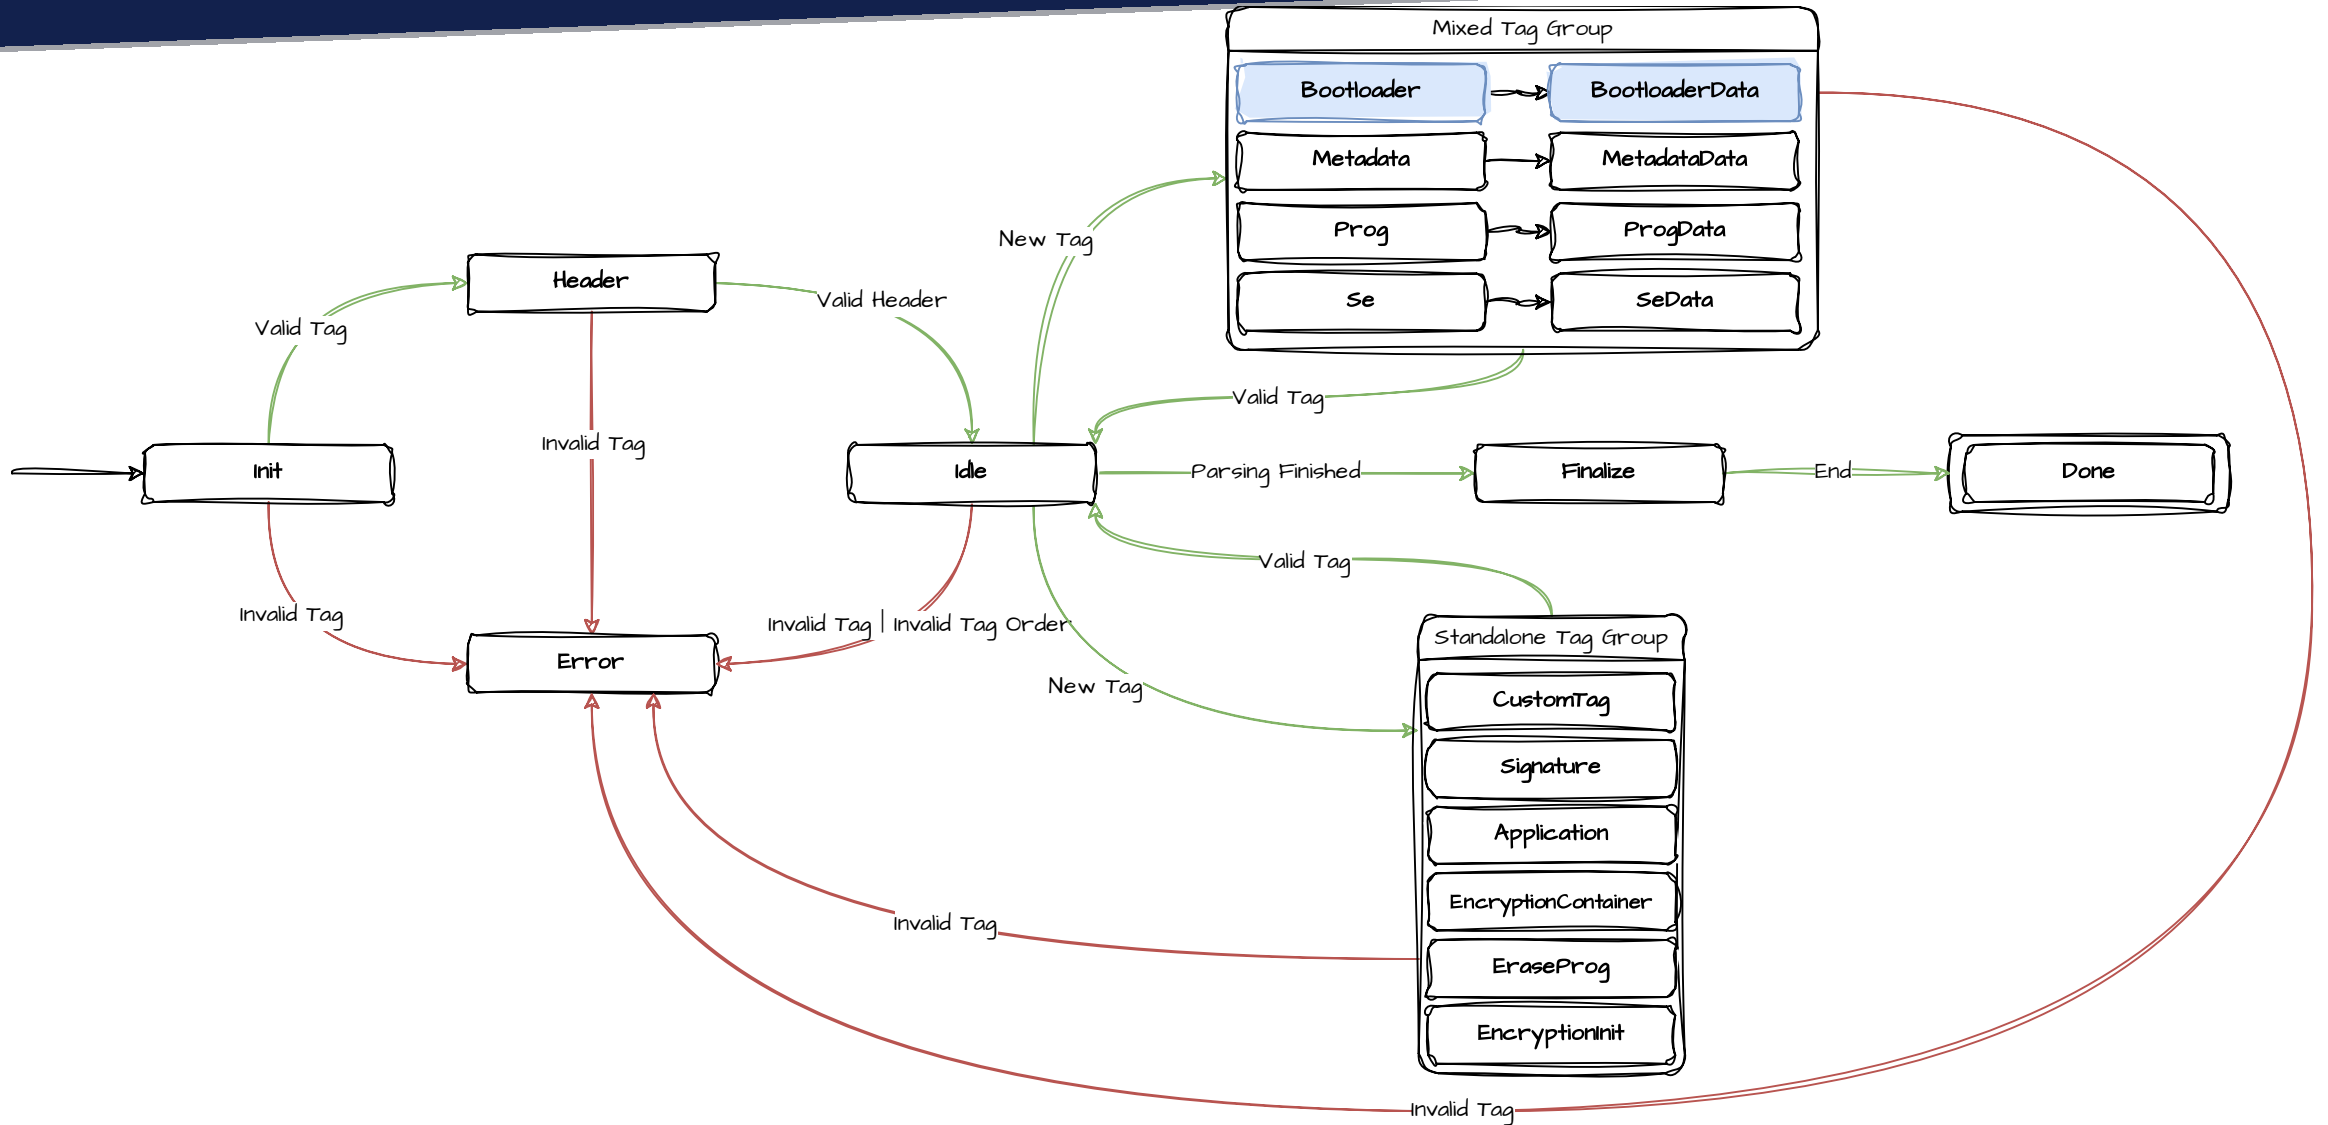 Mixed Tag Group
Bootloader
BootloaderData
Metadata
MetadataData
Prog
ProgData
Se
SeData
New Tag
Header
Valid Header
Valid Tag
Valid Tag
Invalid Tag
Init
Idle
Parsing Finished
Finalize
End
Done
Valid Tag
Invalid Tag
Invalid Tag | Invalid Tag Order
Error
New Tag
Standalone Tag Group
CustomTag
Signature
Application
EncryptionContainer
EraseProg
EncryptionInit
Invalid Tag
Invalid Tag